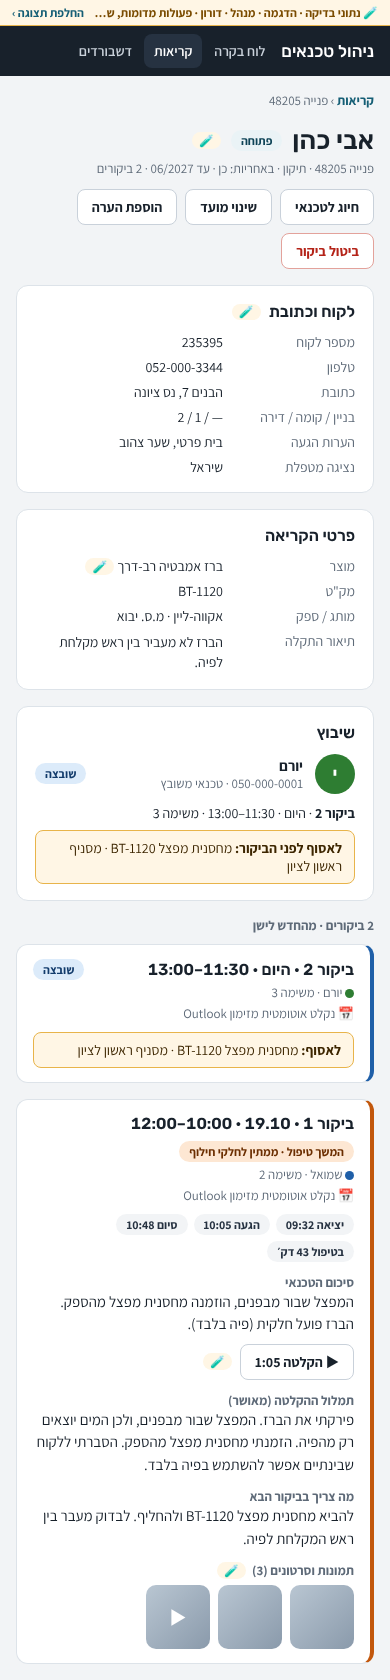 🧪 נתוני בדיקה · הדגמה · מנהל · דורון · פעולות מדומות, ש... החלפת תצוגה ›
ניהול טכנאים לוח בקרה קריאות דשבורדים
קריאות › פנייה 48205
אבי כהן פתוחה 🧪
פנייה 48205 · תיקון · באחריות: כן · עד 06/2027 · 2 ביקורים
חיוג לטכנאי שינוי מועד הוספת הערה
ביטול ביקור
לקוח וכתובת 🧪
מספר לקוח 235395
טלפון 052-000-3344
כתובת הבנים 7, נס ציונה
בניין / קומה / דירה — / 1 / 2
הערות הגעה בית פרטי, שער צהוב
נציגה מטפלת שיראל
פרטי הקריאה
מוצר ברז אמבטיה רב-דרך 🧪
מק"ט BT-1120
מותג / ספק אקווה-ליין · מ.ס. יבוא
תיאור התקלה הברז לא מעביר בין ראש מקלחת
לפיה.
שיבוץ
י יורם שובצה
050-000-0001 · טכנאי משובץ
ביקור 2 · היום · 11:30–13:00 · משימה 3
לאסוף לפני הביקור: מחסנית מפצל BT-1120 · מסניף
ראשון לציון
2 ביקורים · מהחדש לישן
ביקור 2 • היום • 11:30–13:00 שובצה
יורם · משימה 3
📅 נקלט אוטומטית מזימון Outlook
לאסוף: מחסנית מפצל BT-1120 · מסניף ראשון לציון
ביקור 1 • 19.10 • 10:00–12:00
המשך טיפול · ממתין לחלקי חילוף
שמואל · משימה 2
📅 נקלט אוטומטית מזימון Outlook
יציאה 09:32 הגעה 10:05 סיום 10:48
בטיפול 43 דק׳
סיכום הטכנאי
המפצל שבור מבפנים, הוזמנה מחסנית מפצל מהספק.
הברז פועל חלקית (פיה בלבד).
▶ הקלטה 1:05 🧪
תמלול ההקלטה (מאושר)
פירקתי את הברז. המפצל שבור מבפנים, ולכן המים יוצאים
רק מהפיה. הזמנתי מחסנית מפצל מהספק. הסברתי ללקוח
שבינתיים אפשר להשתמש בפיה בלבד.
מה צריך בביקור הבא
להביא מחסנית מפצל BT-1120 ולהחליף. לבדוק מעבר בין
ראש המקלחת לפיה.
תמונות וסרטונים (3) 🧪